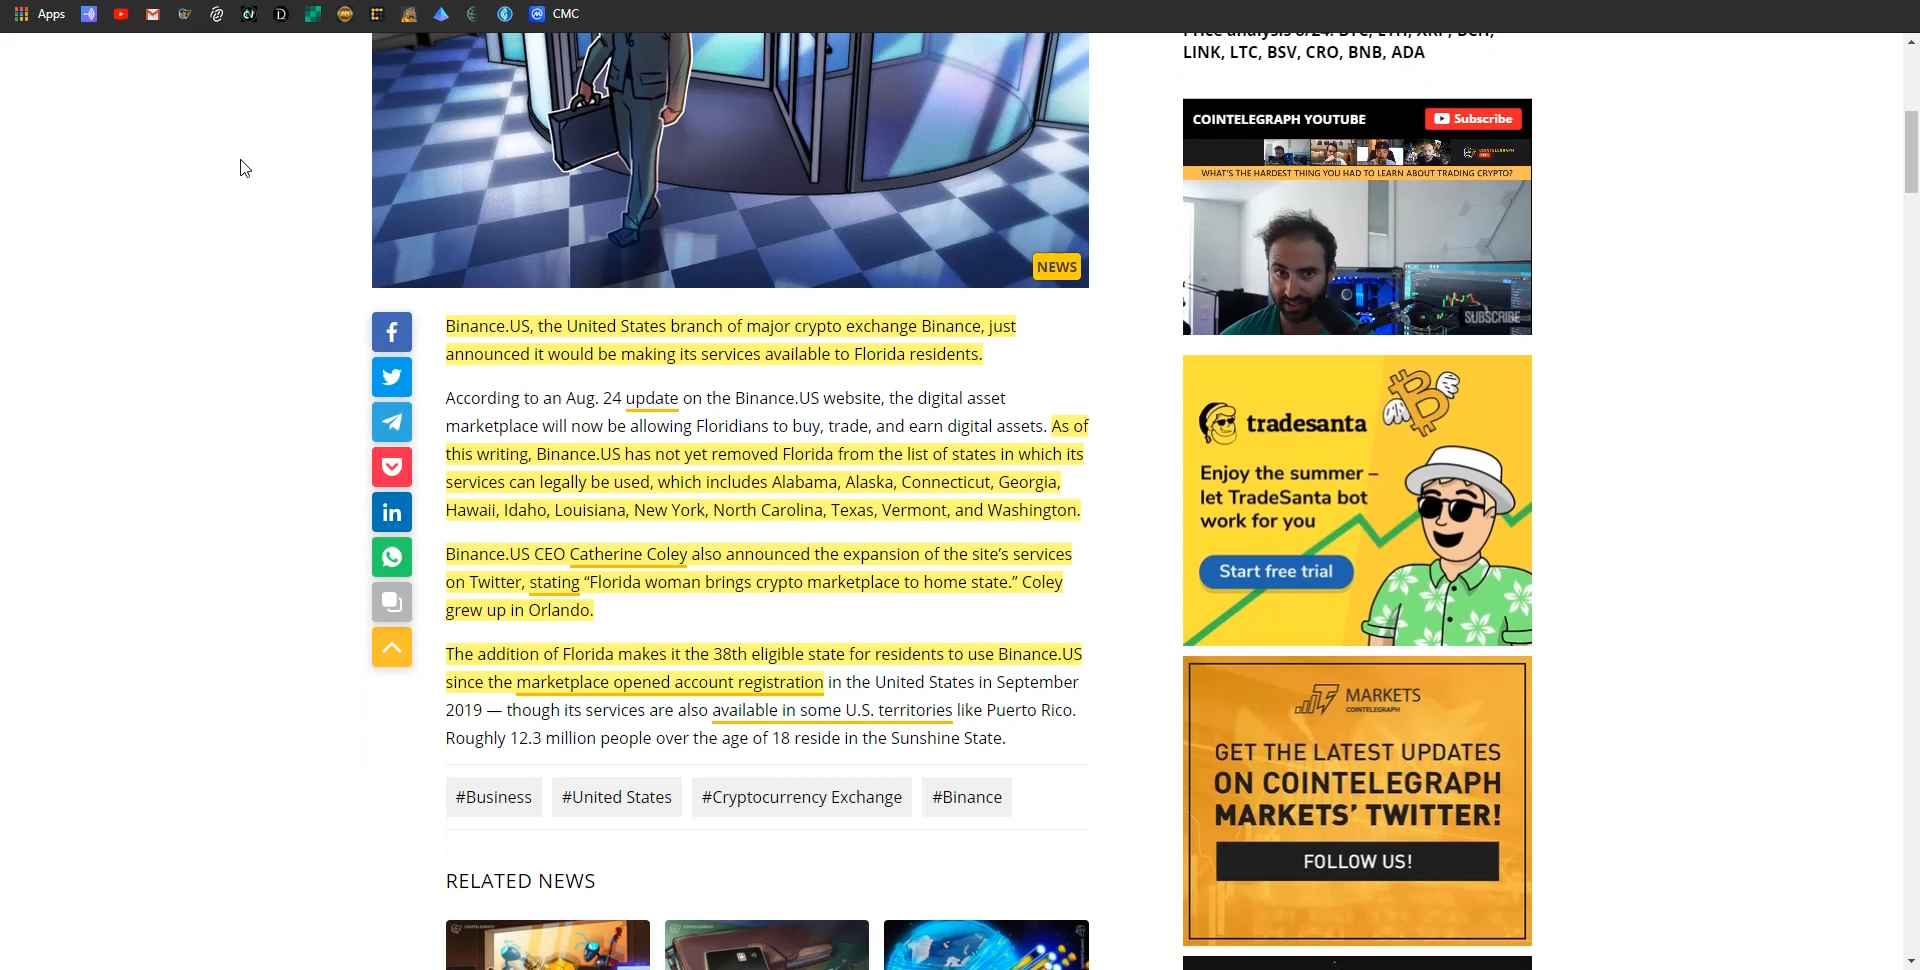 Apps
CMC
LINK, LTC, BSV, CRO, BNB, ADA
COINTELEGRAPH YOUTUBE
Subscribe
WHAT'S THE HARDEST THING YOU HAD TO LEARN ABOUT TRADING CRYPTO?
SUBSCRIBE
NEWS
Binance.US, the United States branch of major crypto exchange Binance, just
announced it would be making its services available to Florida residents.
According to an Aug. 24 update on the Binance.US website, the digital asset
marketplace will now be allowing Floridians to buy, trade, and earn digital assets. As of
this writing, Binance.US has not yet removed Florida from the list of states in which its
services can legally be used, which includes Alabama, Alaska, Connecticut, Georgia,
Hawaii, Idaho, Louisiana, New York, North Carolina, Texas, Vermont, and Washington.
Binance.US CEO Catherine Coley also announced the expansion of the site’s services
on Twitter, stating “Florida woman brings crypto marketplace to home state.” Coley
grew up in Orlando.
The addition of Florida makes it the 38th eligible state for residents to use Binance.US
since the marketplace opened account registration in the United States in September
2019 — though its services are also available in some U.S. territories like Puerto Rico.
Roughly 12.3 million people over the age of 18 reside in the Sunshine State.
#Business
#United States
#Cryptocurrency Exchange
#Binance
RELATED NEWS
tradesanta
Enjoy the summer –
let TradeSanta bot
work for you
Start free trial
MARKETS
COINTELEGRAPH
GET THE LATEST UPDATES
ON COINTELEGRAPH
MARKETS’ TWITTER!
FOLLOW US!